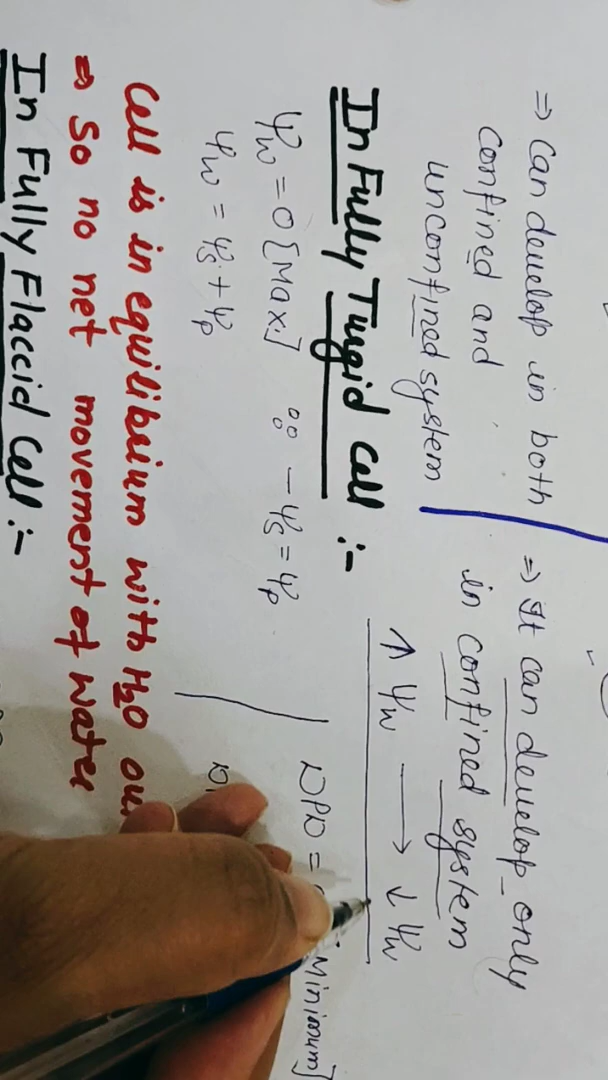 ⇒ Can develop in both
confined and
unconfined system
⇒ It can develop only
in confined system
In Fully Turgid Cell :-
↑ Ψw ⟶ ↓ Ψw
Ψw = 0 [Max.] ∴ - Ψs = Ψp
DPD = Minimum]
Ψw = Ψs + Ψp
Cell is in equilibrium with H2O
⇒ So no net movement of Water
In Fully Flaccid Cell :-